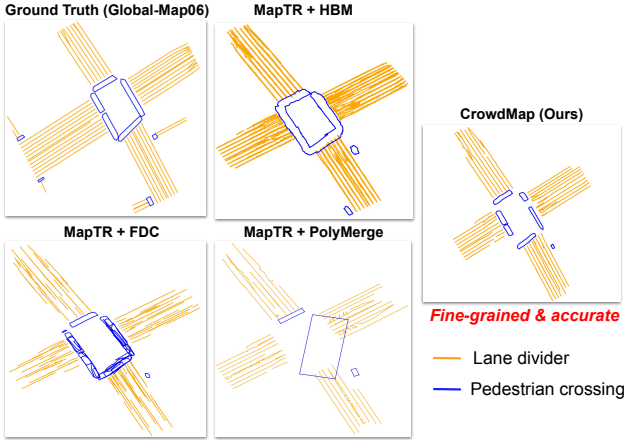 Ground Truth (Global-Map06)
MapTR + HBM
CrowdMap (Ours)
MapTR + FDC
MapTR + PolyMerge
Fine-grained & accurate
Lane divider
Pedestrian crossing